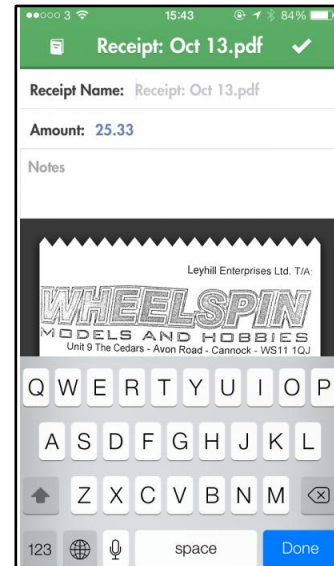 3 15:43 84%
Receipt: Oct 13.pdf
Receipt Name: Receipt: Oct 13.pdf
Amount: 25.33
Notes
Leyhill Enterprises Ltd. T/A:
WHEELSPIN
MODELS AND HOBBIES
Unit 9 The Cedars - Avon Road - Cannock - WS11 1QJ
Q W E R T Y U I O P
A S D F G H J K L
Z X C V B N M
123 space Done